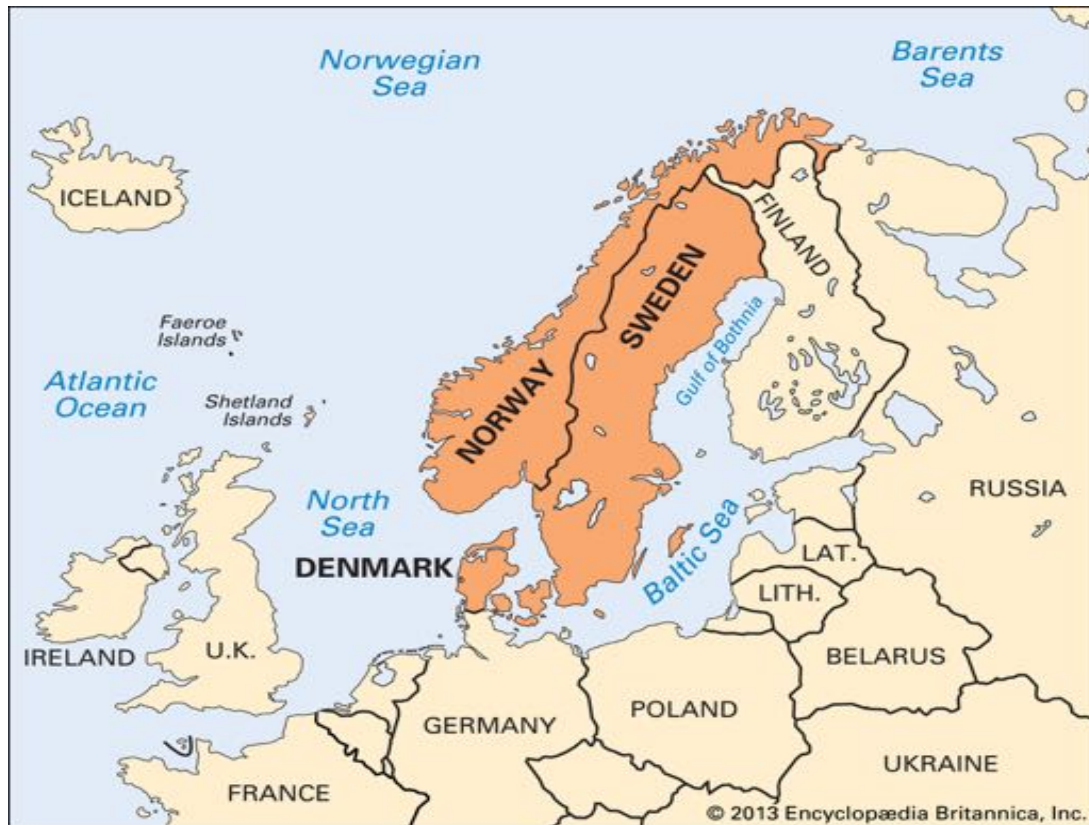 Norwegian
Sea
Barents
Sea
ICELAND
FINLAND
SWEDEN
Gulf of Bothnia
Faeroe
Islands
Atlantic
Ocean
Shetland
Islands
NORWAY
North
Sea
RUSSIA
DENMARK
Baltic Sea
LAT.
LITH.
IRELAND
U.K.
BELARUS
GERMANY
POLAND
UKRAINE
FRANCE
© 2013 Encyclopædia Britannica, Inc.